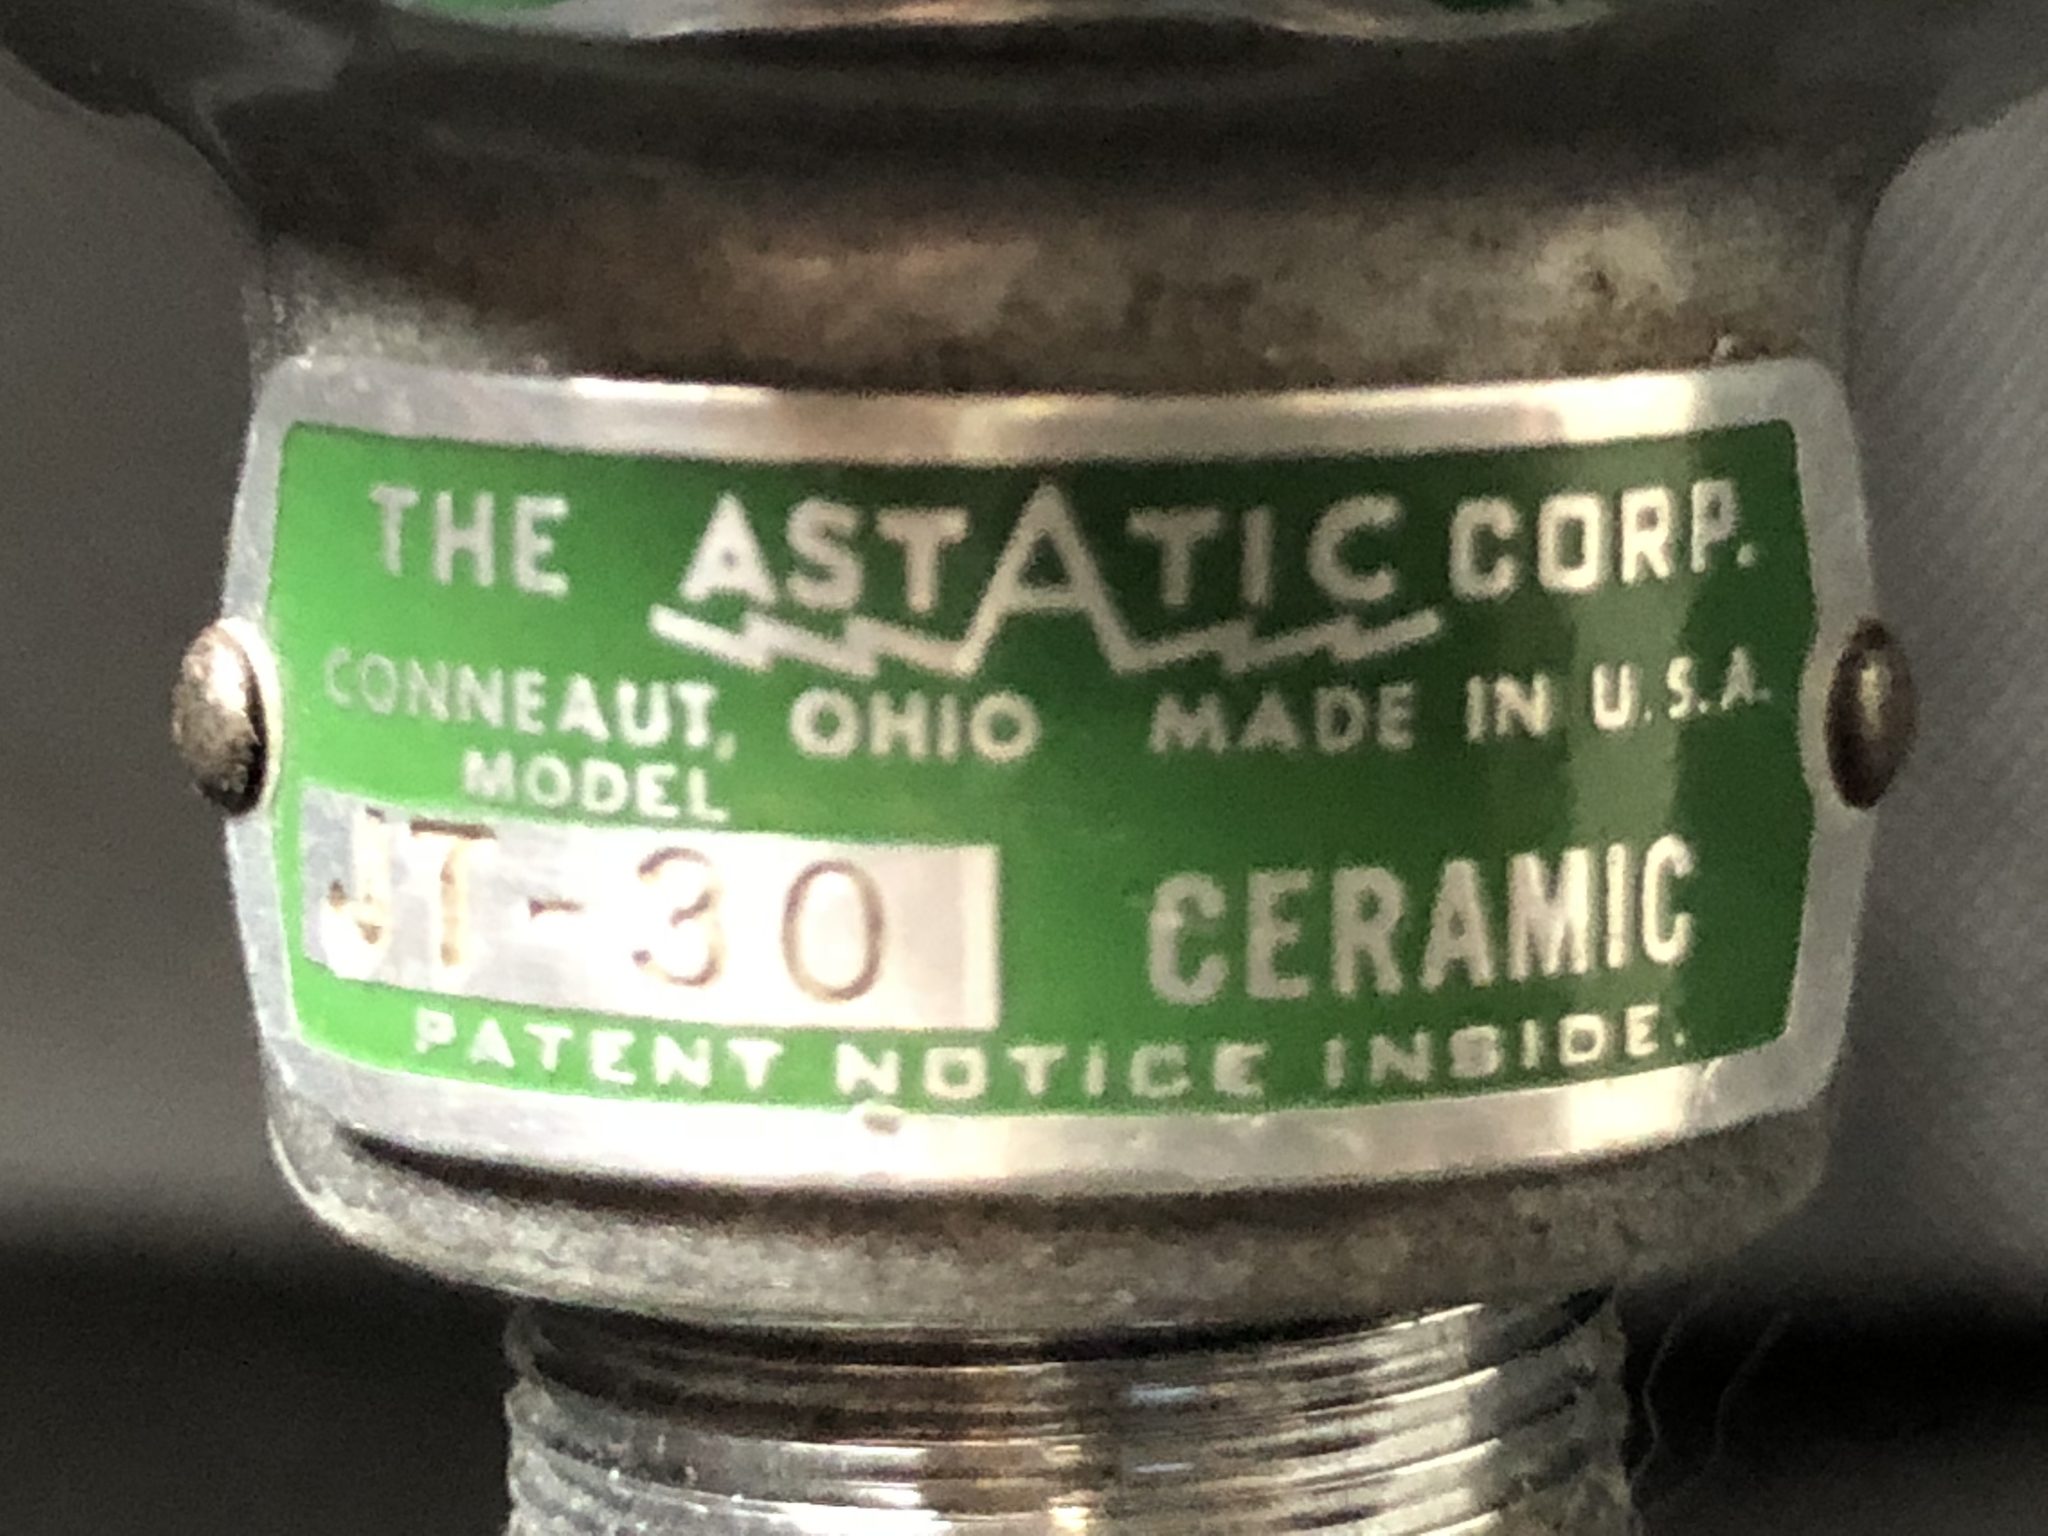 THE ASTATIC CORP.
CONNEAUT, OHIO MADE IN U.S.A.
MODEL
JT-30 CERAMIC
PATENT NOTICE INSIDE.